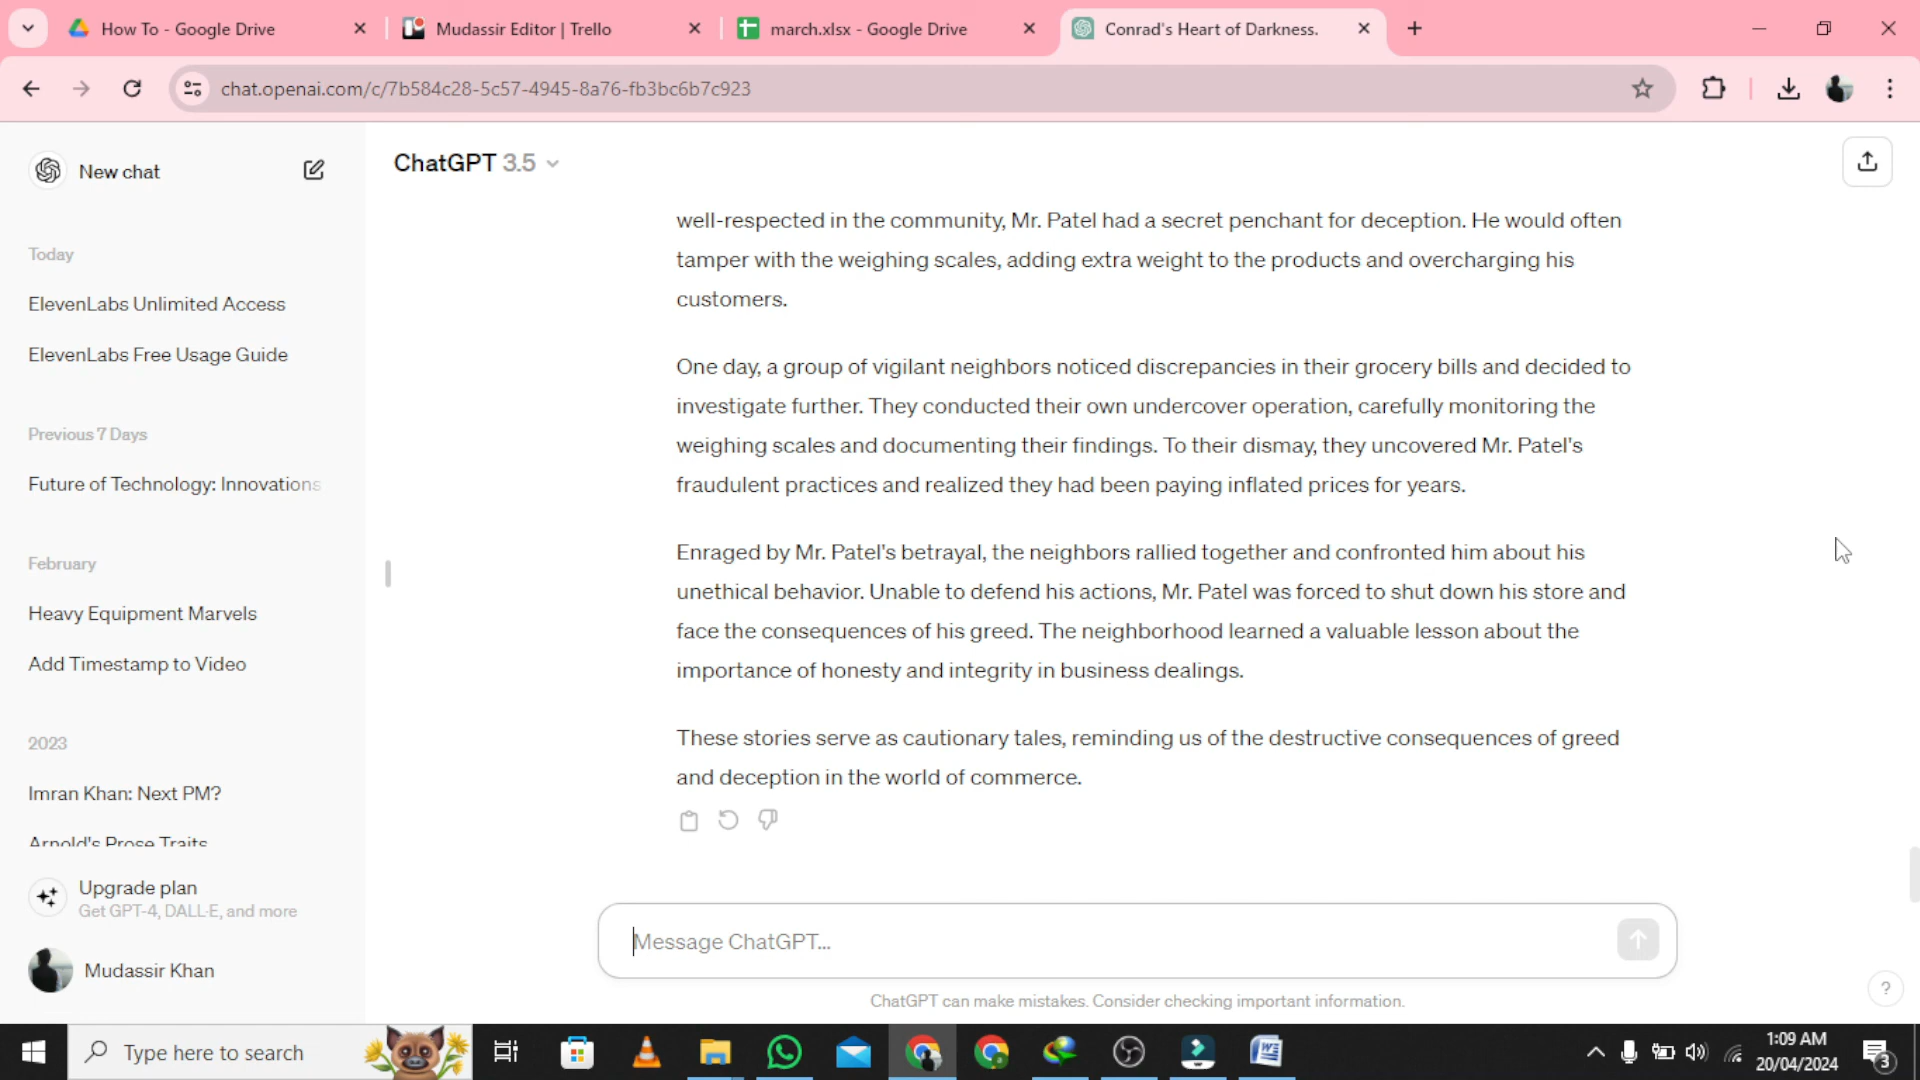 How To - Google Drive
Mudassir Editor | Trello
march.xlsx - Google Drive
Conrad's Heart of Darkness.
chat.openai.com/c/7b584c28-5c57-4945-8a76-fb3bc6b7c923
New chat
ChatGPT 3.5
Today
ElevenLabs Unlimited Access
ElevenLabs Free Usage Guide
Previous 7 Days
Future of Technology: Innovations
February
Heavy Equipment Marvels
Add Timestamp to Video
2023
Imran Khan: Next PM?
Arnold's Prose Traits
Upgrade plan
Get GPT-4, DALL·E, and more
Mudassir Khan
well-respected in the community, Mr. Patel had a secret penchant for deception. He would often
tamper with the weighing scales, adding extra weight to the products and overcharging his
customers.
One day, a group of vigilant neighbors noticed discrepancies in their grocery bills and decided to
investigate further. They conducted their own undercover operation, carefully monitoring the
weighing scales and documenting their findings. To their dismay, they uncovered Mr. Patel's
fraudulent practices and realized they had been paying inflated prices for years.
Enraged by Mr. Patel's betrayal, the neighbors rallied together and confronted him about his
unethical behavior. Unable to defend his actions, Mr. Patel was forced to shut down his store and
face the consequences of his greed. The neighborhood learned a valuable lesson about the
importance of honesty and integrity in business dealings.
These stories serve as cautionary tales, reminding us of the destructive consequences of greed
and deception in the world of commerce.
Message ChatGPT...
ChatGPT can make mistakes. Consider checking important information.
?
Type here to search
1:09 AM
20/04/2024
3